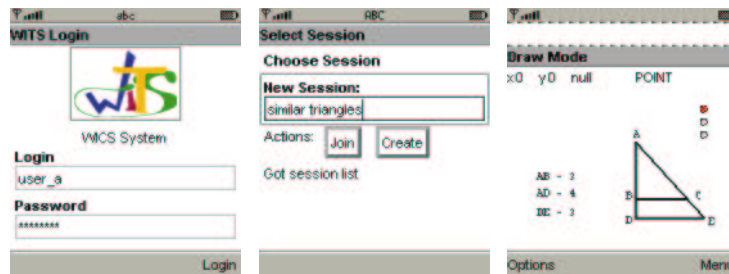 abc
WITS Login
WiTS
WICS System
Login
user_a
Password
********
Login
ABC
Select Session
Choose Session
New Session:
similar triangles
Actions: Join Create
Got session list
Draw Mode
x0 y0 null POINT
A
AB - 3
AD - 4
DE - 3
B C
D E
D
D
Options Menu